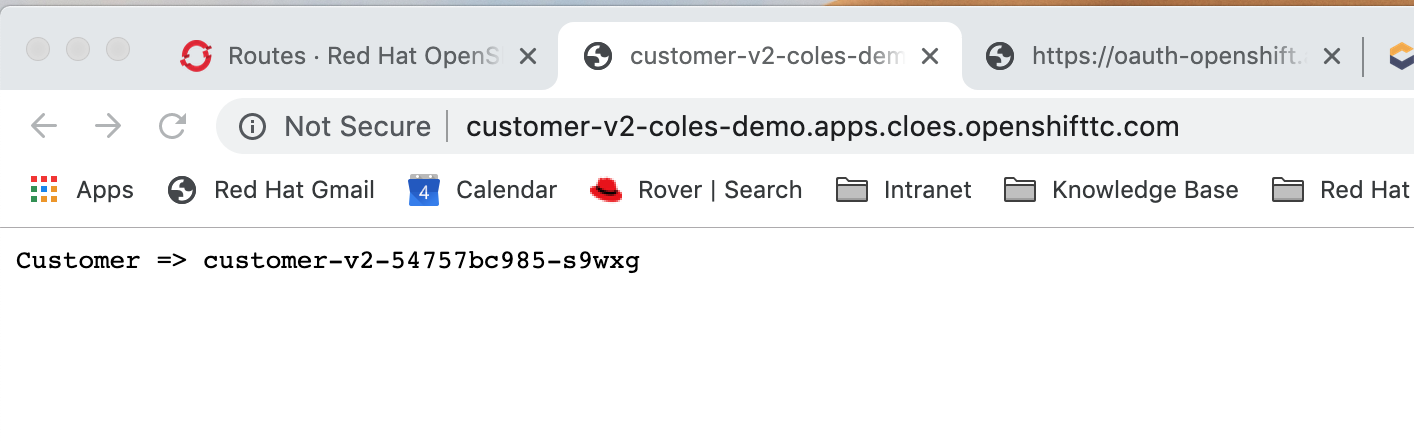 Routes · Red Hat OpenS
customer-v2-coles-dem
https://oauth-openshift.
Not Secure
customer-v2-coles-demo.apps.cloes.openshifttc.com
Apps
Red Hat Gmail
4
Calendar
Rover | Search
Intranet
Knowledge Base
Red Hat
Customer => customer-v2-54757bc985-s9wxg